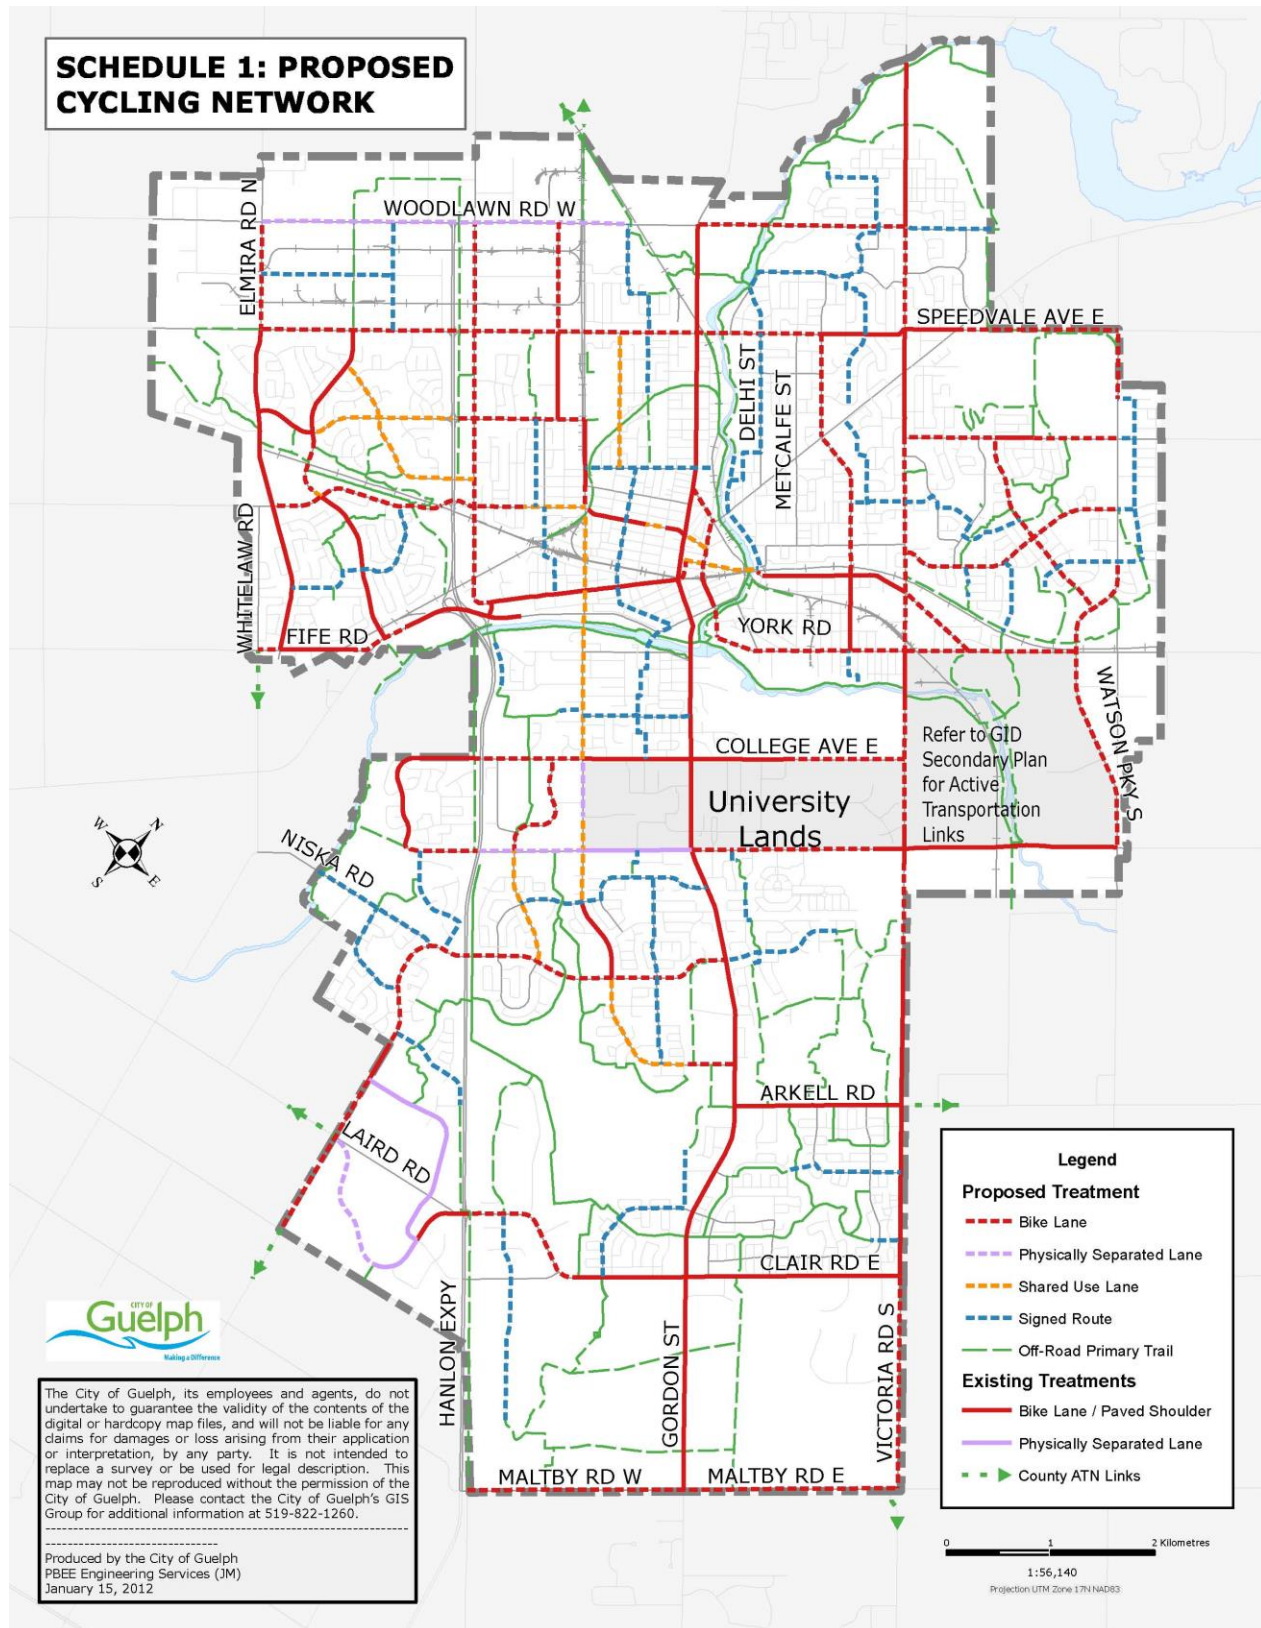 SCHEDULE 1: PROPOSED
CYCLING NETWORK
ELMIRA RD N
WOODLAWN RD W
SPEEDVALE AVE E
DELHI ST
METCALFE ST
WHITELAW RD
FIFE RD
YORK RD
WATSON PKY S
COLLEGE AVE E
Refer to GID
Secondary Plan
for Active
Transportation
Links
University
Lands
W
N
S
E
NISKA RD
ARKELL RD
LAIRD RD
CLAIR RD E
HANLON EXPY
GORDON ST
VICTORIA RD S
MALTBY RD W
MALTBY RD E
Legend
Proposed Treatment
Bike Lane
Physically Separated Lane
Shared Use Lane
Signed Route
Off-Road Primary Trail
Existing Treatments
Bike Lane / Paved Shoulder
Physically Separated Lane
County ATN Links
0 1 2 Kilometres
1:56,140
Projection UTM Zone 17N NAD83
CITY OF
Guelph
Making a Difference
The City of Guelph, its employees and agents, do not
undertake to guarantee the validity of the contents of the
digital or hardcopy map files, and will not be liable for any
claims for damages or loss arising from their application
or interpretation, by any party. It is not intended to
replace a survey or be used for legal description. This
map may not be reproduced without the permission of the
City of Guelph. Please contact the City of Guelph's GIS
Group for additional information at 519-822-1260.
Produced by the City of Guelph
PBEE Engineering Services (JM)
January 15, 2012